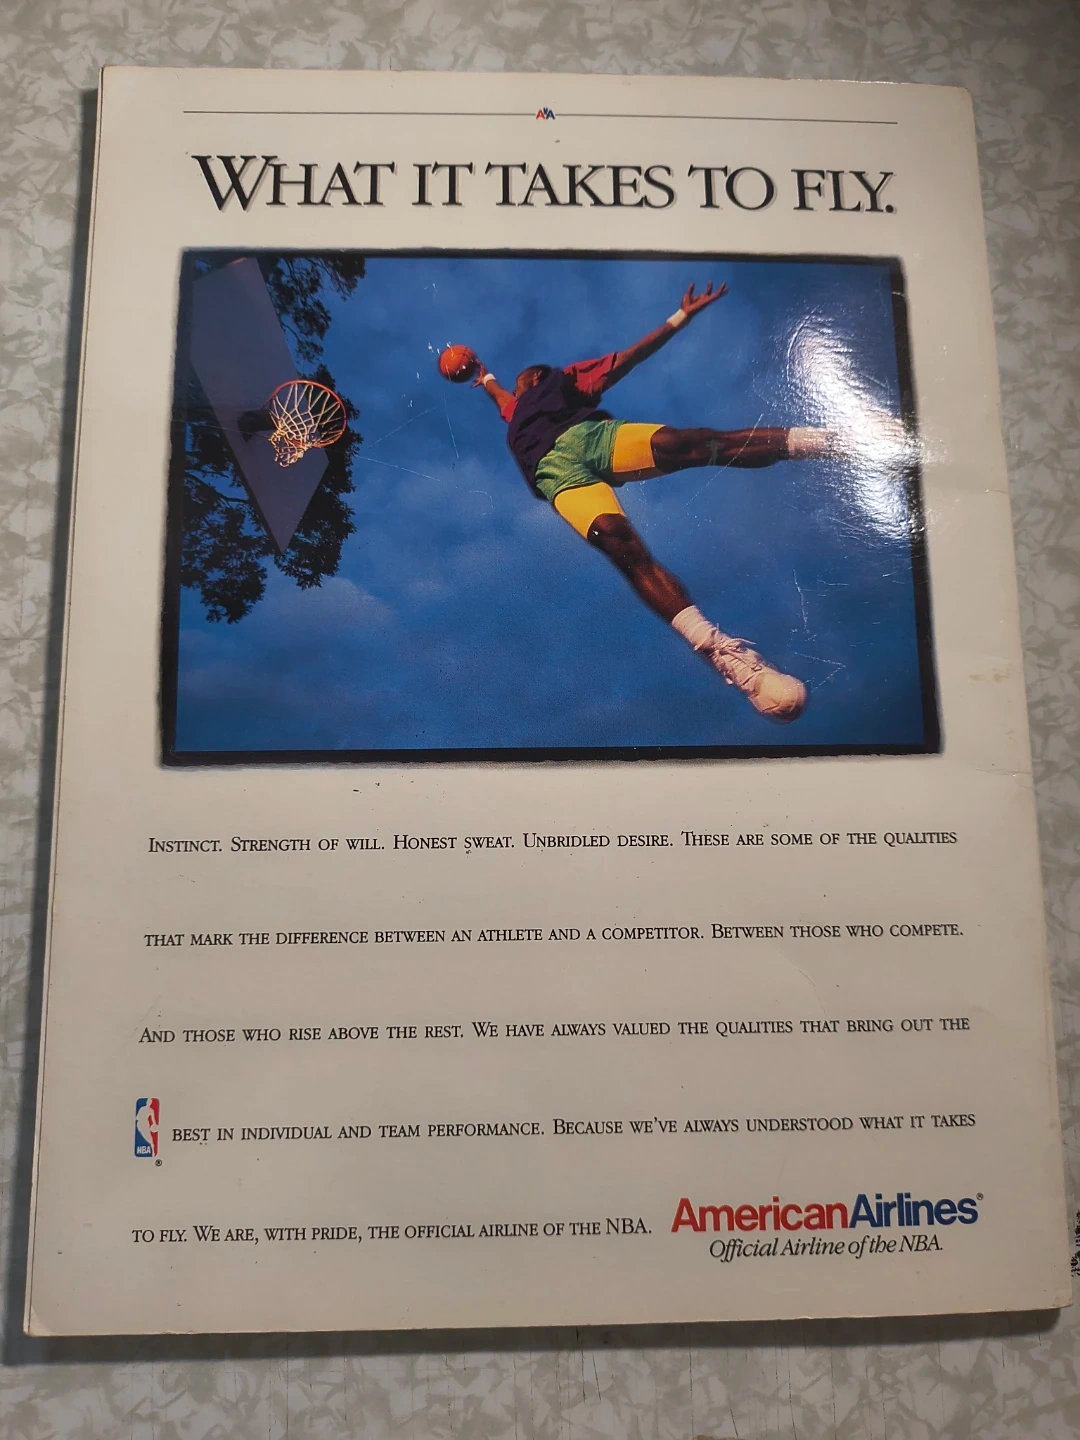 AA
WHAT IT TAKES TO FLY.
INSTINCT. STRENGTH OF WILL. HONEST SWEAT. UNBRIDLED DESIRE. THESE ARE SOME OF THE QUALITIES
THAT MARK THE DIFFERENCE BETWEEN AN ATHLETE AND A COMPETITOR. BETWEEN THOSE WHO COMPETE.
AND THOSE WHO RISE ABOVE THE REST. WE HAVE ALWAYS VALUED THE QUALITIES THAT BRING OUT THE
NBA ® BEST IN INDIVIDUAL AND TEAM PERFORMANCE. BECAUSE WE'VE ALWAYS UNDERSTOOD WHAT IT TAKES
TO FLY. WE ARE, WITH PRIDE, THE OFFICIAL AIRLINE OF THE NBA.
AmericanAirlines®
Official Airline of the NBA.